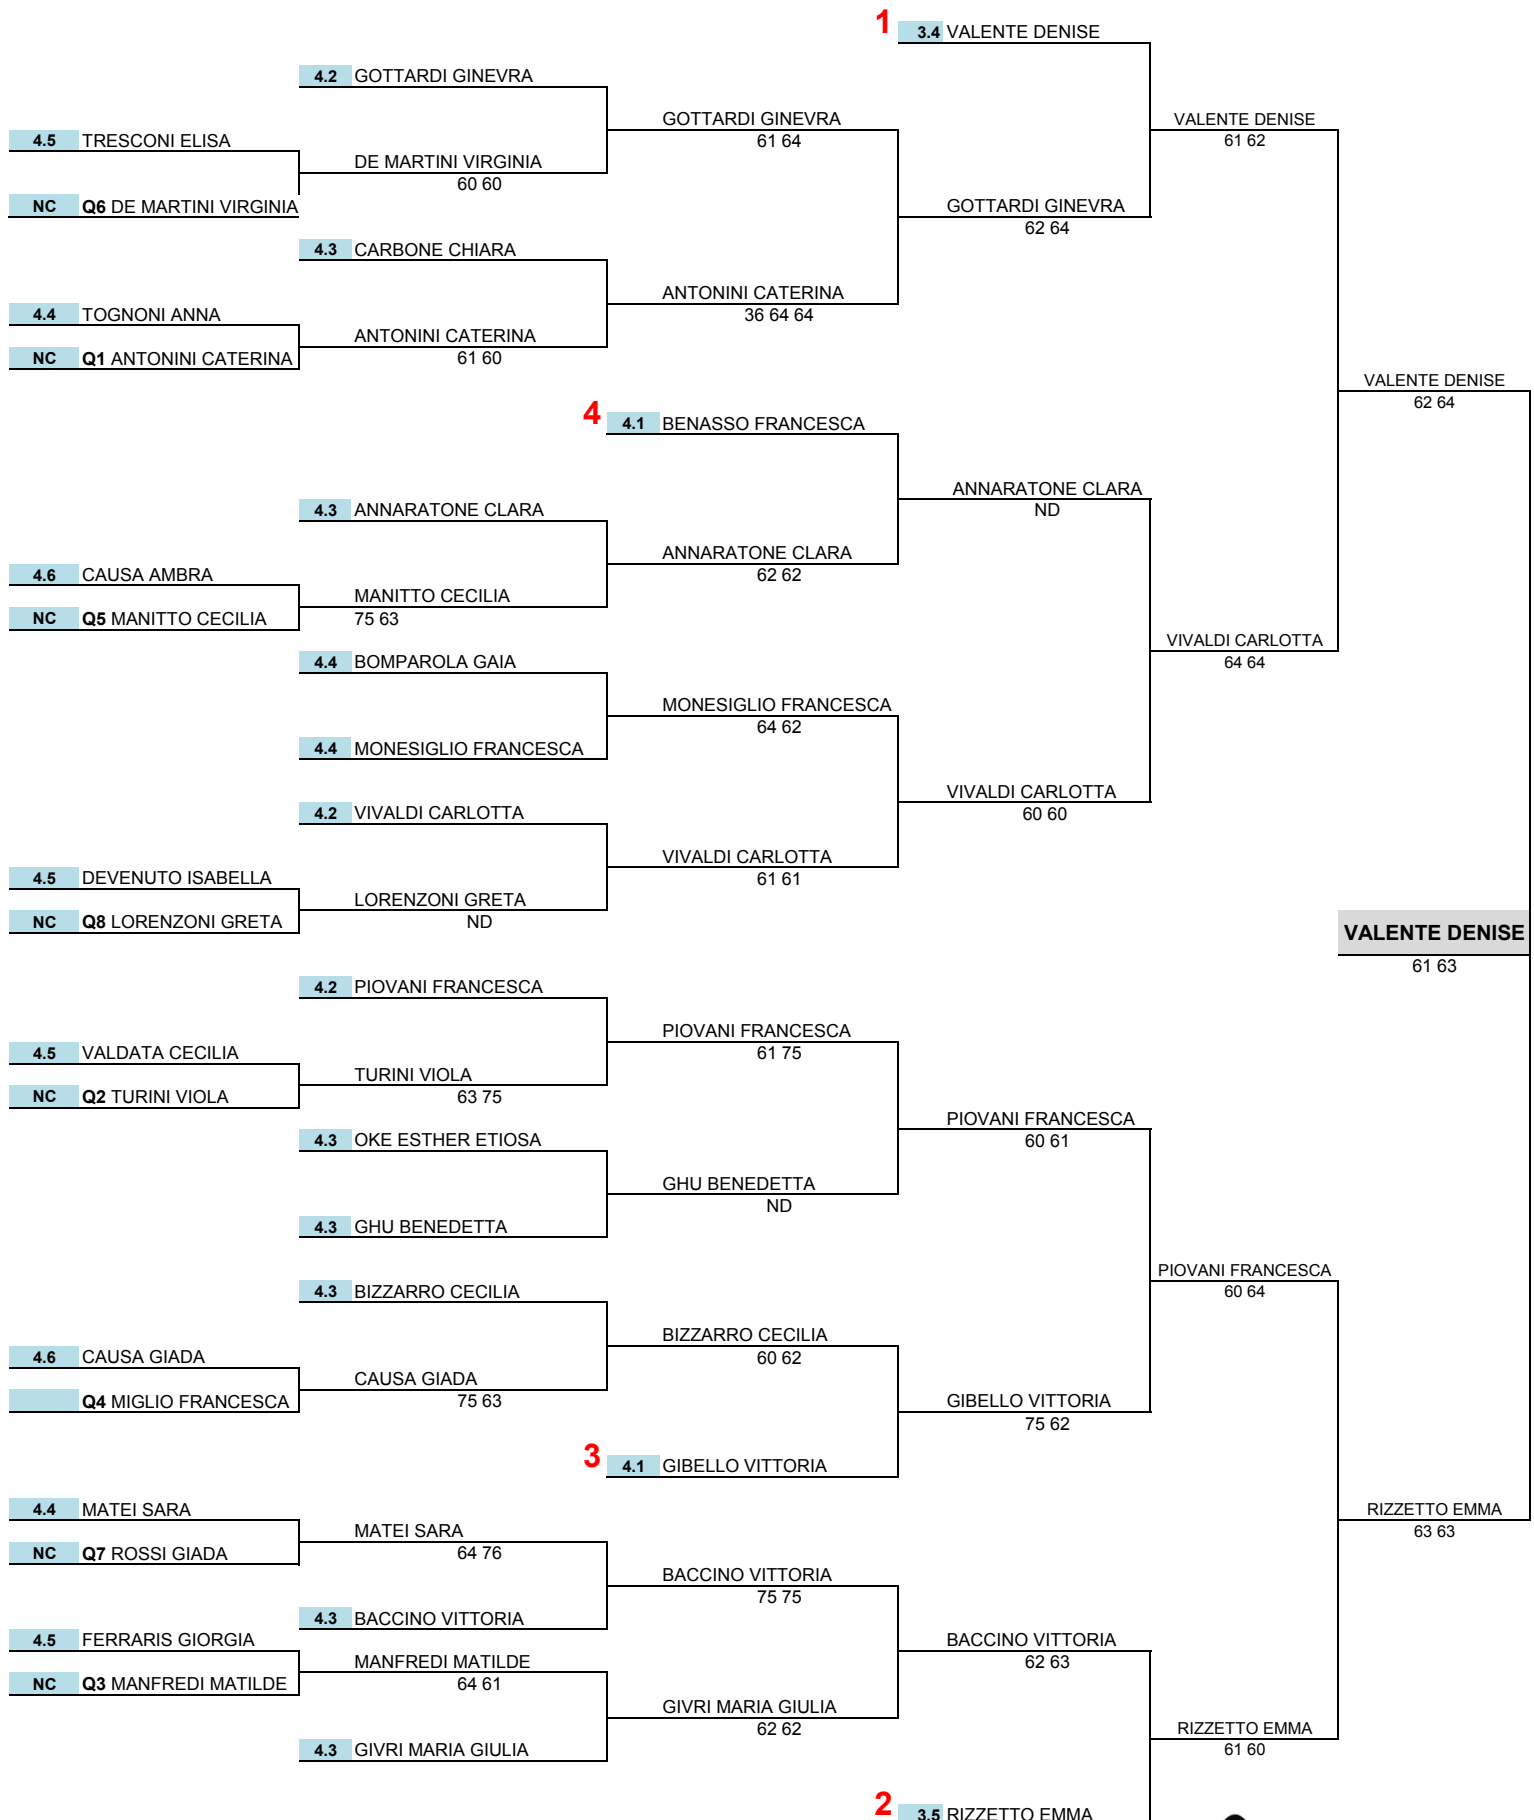 1 3.4 VALENTE DENISE
4.2 GOTTARDI GINEVRA
GOTTARDI GINEVRA
61 64
VALENTE DENISE
61 62
4.5 TRESCONI ELISA
DE MARTINI VIRGINIA
60 60
NC Q6 DE MARTINI VIRGINIA
GOTTARDI GINEVRA
62 64
4.3 CARBONE CHIARA
ANTONINI CATERINA
36 64 64
4.4 TOGNONI ANNA
ANTONINI CATERINA
61 60
NC Q1 ANTONINI CATERINA
VALENTE DENISE
62 64
4 4.1 BENASSO FRANCESCA
ANNARATONE CLARA
ND
4.3 ANNARATONE CLARA
ANNARATONE CLARA
62 62
4.6 CAUSA AMBRA
MANITTO CECILIA
75 63
NC Q5 MANITTO CECILIA
VIVALDI CARLOTTA
64 64
4.4 BOMPAROLA GAIA
MONESIGLIO FRANCESCA
64 62
4.4 MONESIGLIO FRANCESCA
VIVALDI CARLOTTA
60 60
4.2 VIVALDI CARLOTTA
VIVALDI CARLOTTA
61 61
4.5 DEVENUTO ISABELLA
LORENZONI GRETA
ND
NC Q8 LORENZONI GRETA
VALENTE DENISE
61 63
4.2 PIOVANI FRANCESCA
PIOVANI FRANCESCA
61 75
4.5 VALDATA CECILIA
TURINI VIOLA
63 75
NC Q2 TURINI VIOLA
PIOVANI FRANCESCA
60 61
4.3 OKE ESTHER ETIOSA
GHU BENEDETTA
ND
4.3 GHU BENEDETTA
PIOVANI FRANCESCA
60 64
4.3 BIZZARRO CECILIA
BIZZARRO CECILIA
60 62
4.6 CAUSA GIADA
CAUSA GIADA
75 63
Q4 MIGLIO FRANCESCA
GIBELLO VITTORIA
75 62
3 4.1 GIBELLO VITTORIA
4.4 MATEI SARA
RIZZETTO EMMA
63 63
MATEI SARA
64 76
NC Q7 ROSSI GIADA
BACCINO VITTORIA
75 75
4.3 BACCINO VITTORIA
4.5 FERRARIS GIORGIA
BACCINO VITTORIA
62 63
MANFREDI MATILDE
64 61
NC Q3 MANFREDI MATILDE
GIVRI MARIA GIULIA
62 62
RIZZETTO EMMA
61 60
4.3 GIVRI MARIA GIULIA
2 3.5 RIZZETTO EMMA